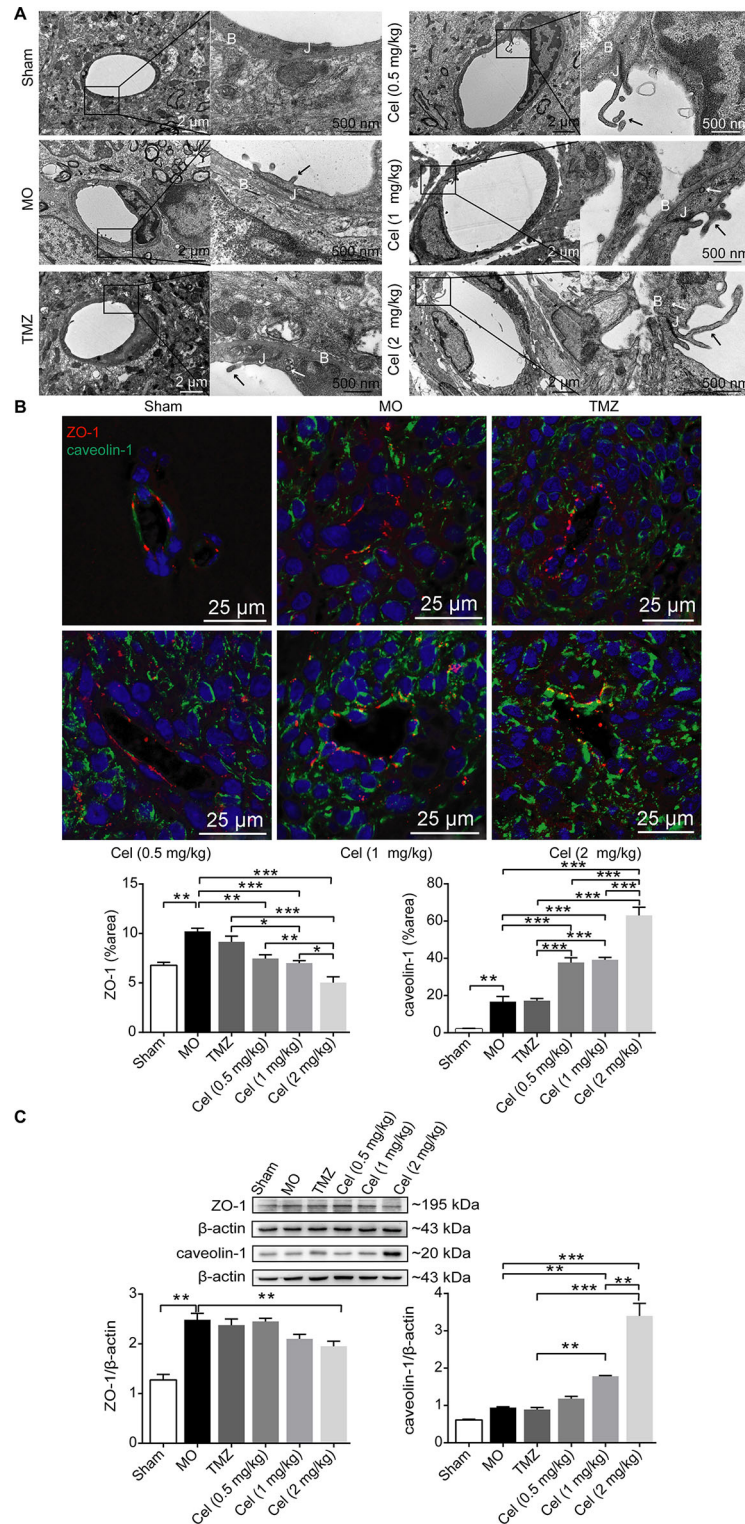 A
Sham
B
J
2 µm
500 nm
Cel (0.5 mg/kg)
B
2 µm
500 nm
MO
B
J
2 µm
500 nm
Cel (1 mg/kg)
B
J
2 µm
500 nm
TMZ
J
B
2 µm
500 nm
Cel (2 mg/kg)
B
J
2 µm
500 nm
B
Sham
MO
TMZ
ZO-1
caveolin-1
25 µm
25 µm
25 µm
25 µm
25 µm
25 µm
Cel (0.5 mg/kg)
Cel (1 mg/kg)
Cel (2 mg/kg)
ZO-1 (%area)
15
10
5
0
**
***
***
**
***
*
**
*
Sham
MO
TMZ
Cel (0.5 mg/kg)
Cel (1 mg/kg)
Cel (2 mg/kg)
caveolin-1 (%area)
80
60
40
20
0
***
***
***
***
***
***
***
***
**
Sham
MO
TMZ
Cel (0.5 mg/kg)
Cel (1 mg/kg)
Cel (2 mg/kg)
C
Sham
MO
TMZ
Cel (0.5 mg/kg)
Cel (1 mg/kg)
Cel (2 mg/kg)
ZO-1 ~195 kDa
β-actin ~43 kDa
caveolin-1 ~20 kDa
β-actin ~43 kDa
ZO-1/β-actin
3
2
1
0
**
**
Sham
MO
TMZ
Cel (0.5 mg/kg)
Cel (1 mg/kg)
Cel (2 mg/kg)
caveolin-1/β-actin
4
3
2
1
0
***
**
**
***
**
Sham
MO
TMZ
Cel (0.5 mg/kg)
Cel (1 mg/kg)
Cel (2 mg/kg)